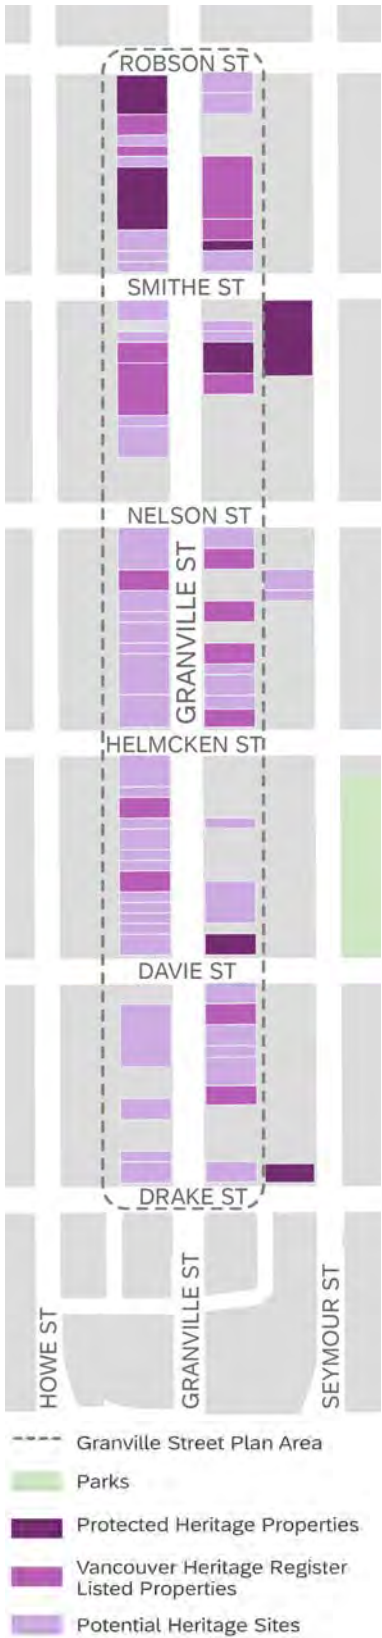 ROBSON ST
SMITHE ST
NELSON ST
GRANVILLE ST
HELMCKEN ST
DAVIE ST
DRAKE ST
HOWE ST
GRANVILLE ST
SEYMOUR ST
Granville Street Plan Area
Parks
Protected Heritage Properties
Vancouver Heritage Register
Listed Properties
Potential Heritage Sites